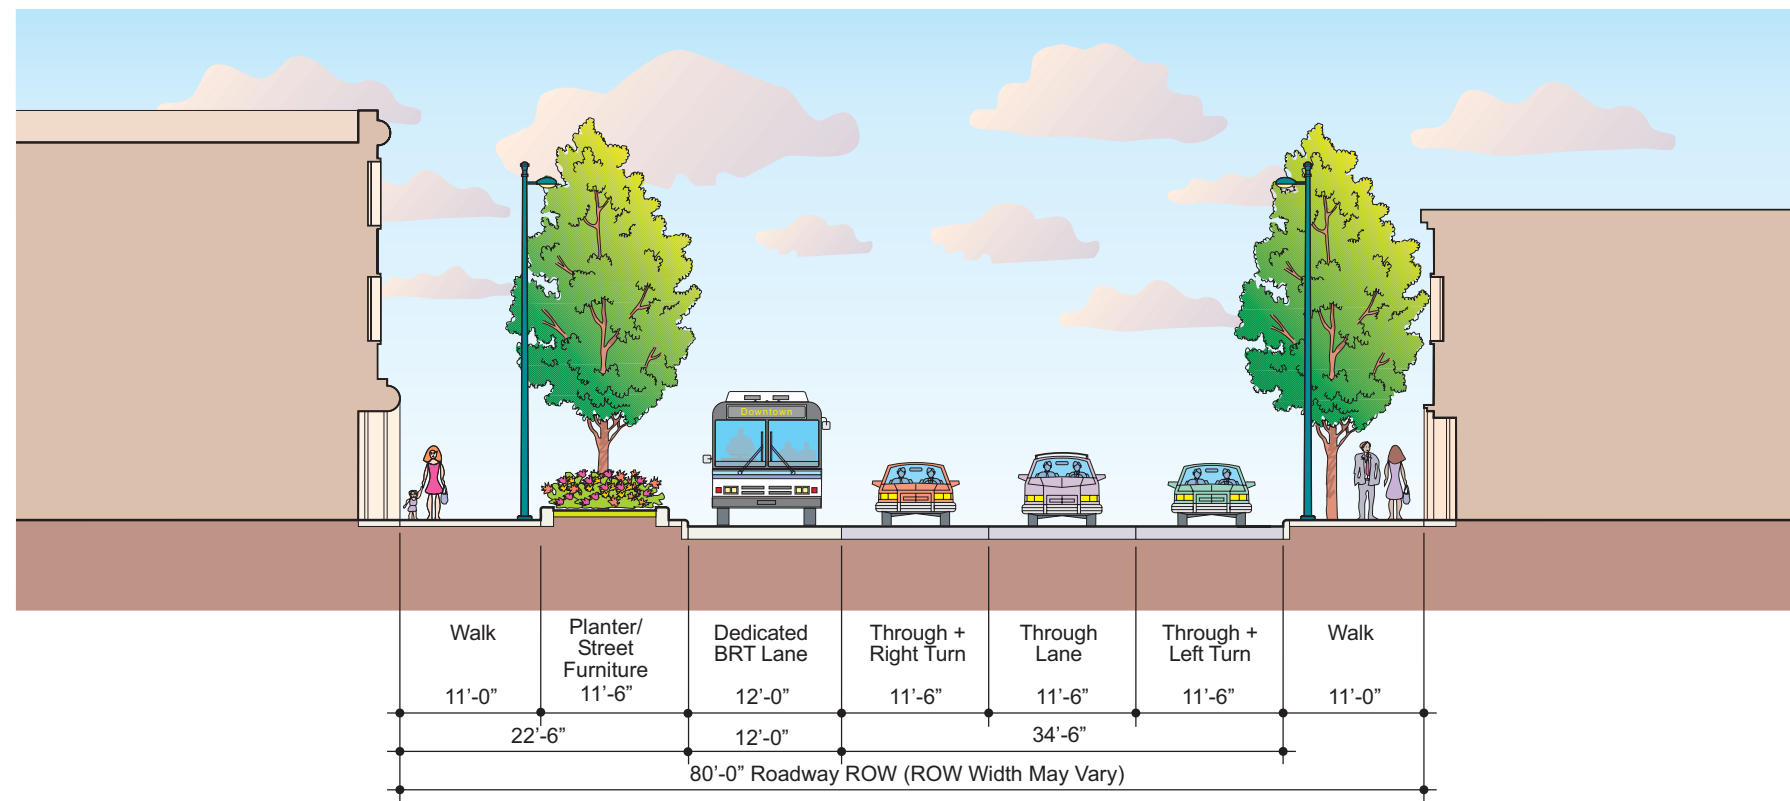 Downtown
Walk
Planter/
Street
Furniture
Dedicated
BRT Lane
Through +
Right Turn
Through
Lane
Through +
Left Turn
Walk
11’-0”
11’-6”
12’-0”
11’-6”
11’-6”
11’-6”
11’-0”
22’-6”
12’-0”
34’-6”
80’-0” Roadway ROW (ROW Width May Vary)